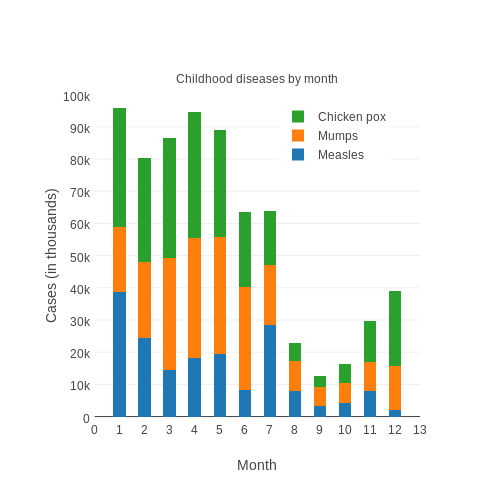 Childhood diseases by month
100k
90k
80k
70k
60k
50k
40k
30k
20k
10k
0
Cases (in thousands)
Chicken pox
Mumps
Measles
0 1 2 3 4 5 6 7 8 9 10 11 12 13
Month